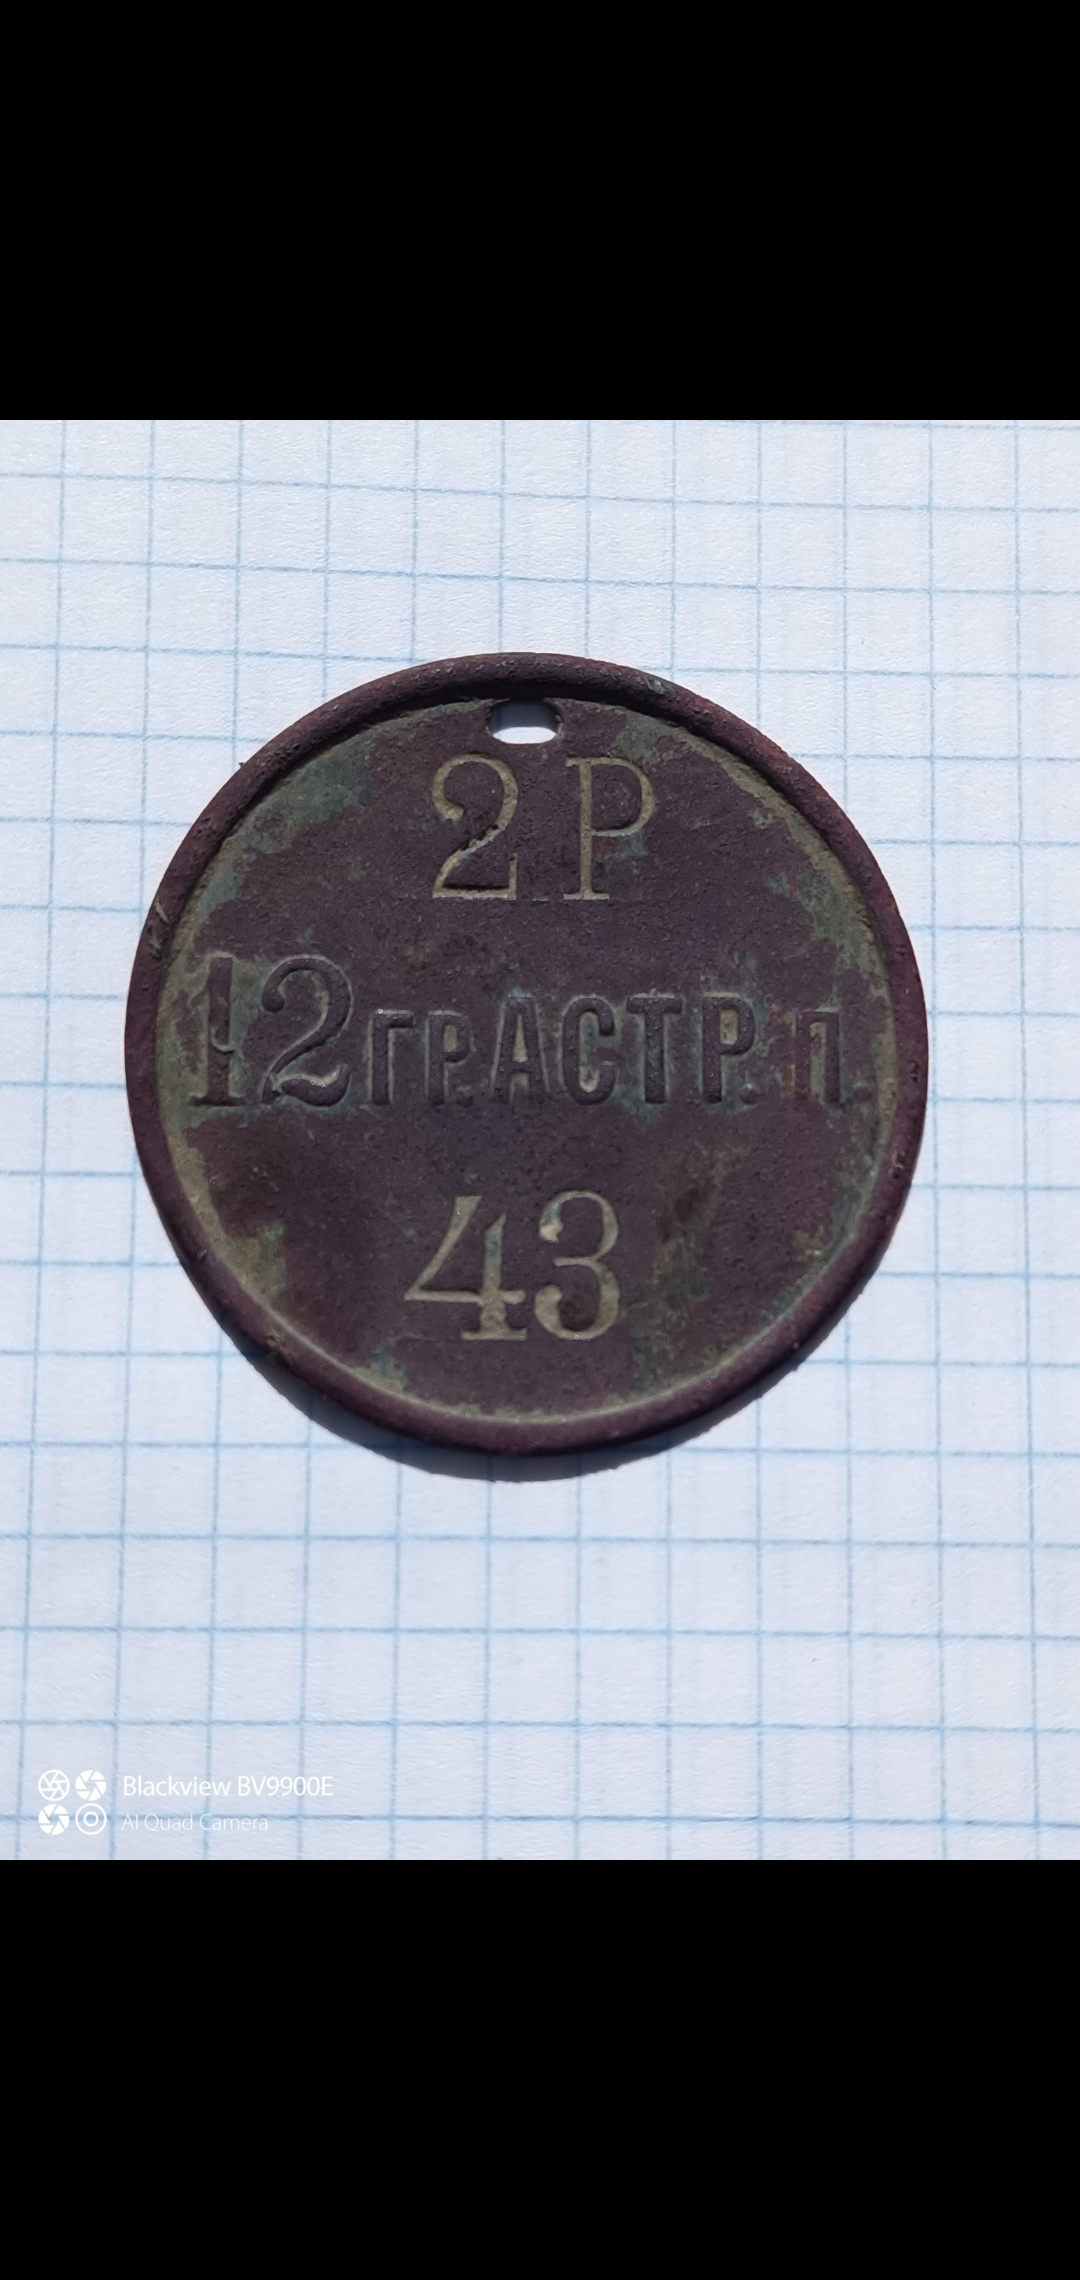 2 Р
12 ГР. АСТР. П.
43
Blackview BV9900E
AI Quad Camera